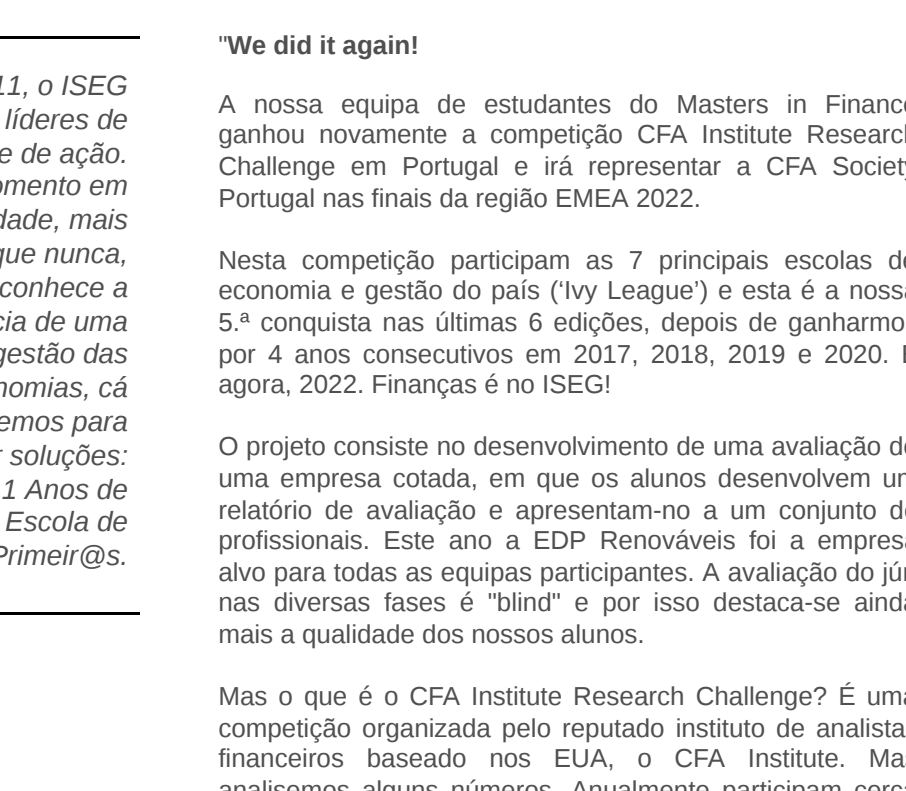 11, o ISEG
líderes de
e de ação.
omento em
dade, mais
que nunca,
conhece a
cia de uma
gestão das
nomias, cá
emos para
soluções:
1 Anos de
Escola de
Primeir@s.
"We did it again!
A nossa equipa de estudantes do Masters in Finance
ganhou novamente a competição CFA Institute Research
Challenge em Portugal e irá representar a CFA Society
Portugal nas finais da região EMEA 2022.
Nesta competição participam as 7 principais escolas de
economia e gestão do país (‘Ivy League’) e esta é a nossa
5.ª conquista nas últimas 6 edições, depois de ganharmo
por 4 anos consecutivos em 2017, 2018, 2019 e 2020. E
agora, 2022. Finanças é no ISEG!
O projeto consiste no desenvolvimento de uma avaliação de
uma empresa cotada, em que os alunos desenvolvem um
relatório de avaliação e apresentam-no a um conjunto de
profissionais. Este ano a EDP Renováveis foi a empresa
alvo para todas as equipas participantes. A avaliação do júri
nas diversas fases é "blind" e por isso destaca-se ainda
mais a qualidade dos nossos alunos.
Mas o que é o CFA Institute Research Challenge? É uma
competição organizada pelo reputado instituto de analista
financeiros baseado nos EUA, o CFA Institute. Mas
analisemos alguns números. Anualmente participam cerca